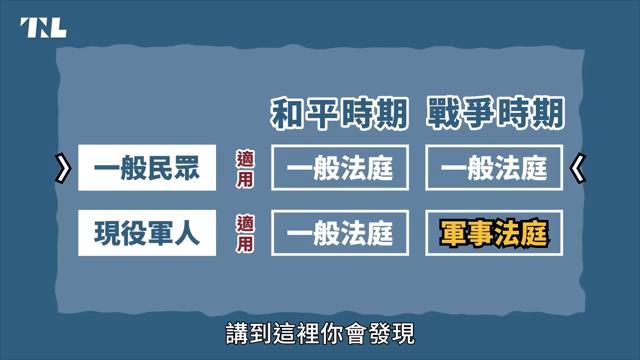 TNL
和平時期 戰爭時期
一般民眾 適用 一般法庭 一般法庭
現役軍人 適用 一般法庭 軍事法庭
講到這裡你會發現